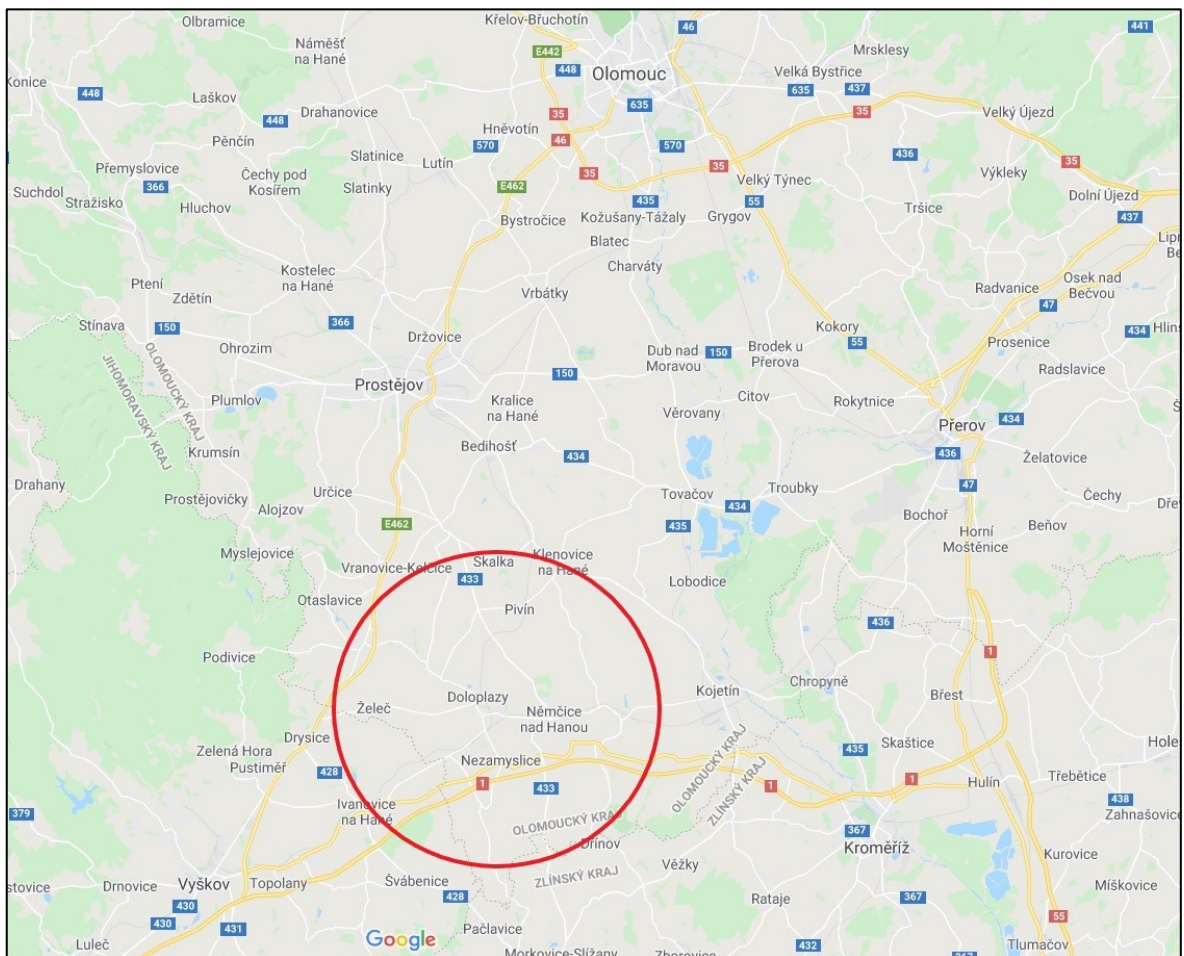 Olbramice
Křelov-Břuchotín
46
441
Náměšť
na Hané
E442
Mrsklesy
Konice
448
Olomouc
Velká Bystřice
448
Laškov
Drahanovice
635
635
437
35
Velký Újezd
448
Hněvotín
35
46
Pěnčín
570
570
436
Slatinice
Lutín
35
35
35
Přemyslovice
Čechy pod
Kosířem
Výkleky
Suchdol
366
Slatinky
E462
Velký Týnec
Dolní Újezd
Stražisko
Hluchov
435
55
Tršice
437
Bystročice
Kožušany-Tážaly
Grygov
Blatec
Charváty
Kostelec
na Hané
Osek nad
Bečvou
Ptení
Zdětín
Vrbátky
Radvanice
47
Stínava
150
366
Držovice
Kokory
434
Ohrozim
55
Prosenice
Dub nad
Moravou
150
Brodek u
Přerova
JIHOMORAVSKÝ KRAJ
OLOMOUCKÝ KRAJ
Prostějov
150
Radslavice
Plumlov
Kralice
na Hané
Citov
Rokytnice
Věrovany
Přerov
434
Krumsín
Bedihošť
434
436
Želatovice
Drahany
47
Prostějovičky
Určice
Tovačov
Troubky
Čechy
Alojzov
434
Bochoř
E462
435
Horní
Moštěnice
Beňov
Myslejovice
Klenovice
na Hané
Vranovice-Kelčice
Skalka
433
Lobodice
Otaslavice
Pivín
436
Podivice
1
Chropyně
Doloplazy
Kojetín
Břest
Želeč
Němčice
nad Hanou
Drysice
Zelená Hora
435
Skaštice
Pustiměř
Nezamyslice
OLOMOUCKÝ KRAJ
ZLÍNSKÝ KRAJ
428
1
433
1
1
Hulín
Třebětice
Ivanovice
na Hané
438
379
OLOMOUCKÝ KRAJ
Zahnašovice
367
Dřínov
Kroměříž
Kurovice
Věžky
Vyškov
Topolany
Švábenice
ZLÍNSKÝ KRAJ
Drnovice
428
Rataje
367
Míškovice
430
430
431
Pačlavice
55
Google
Luleč
432
Tlumačov
Morkovice-Slížany